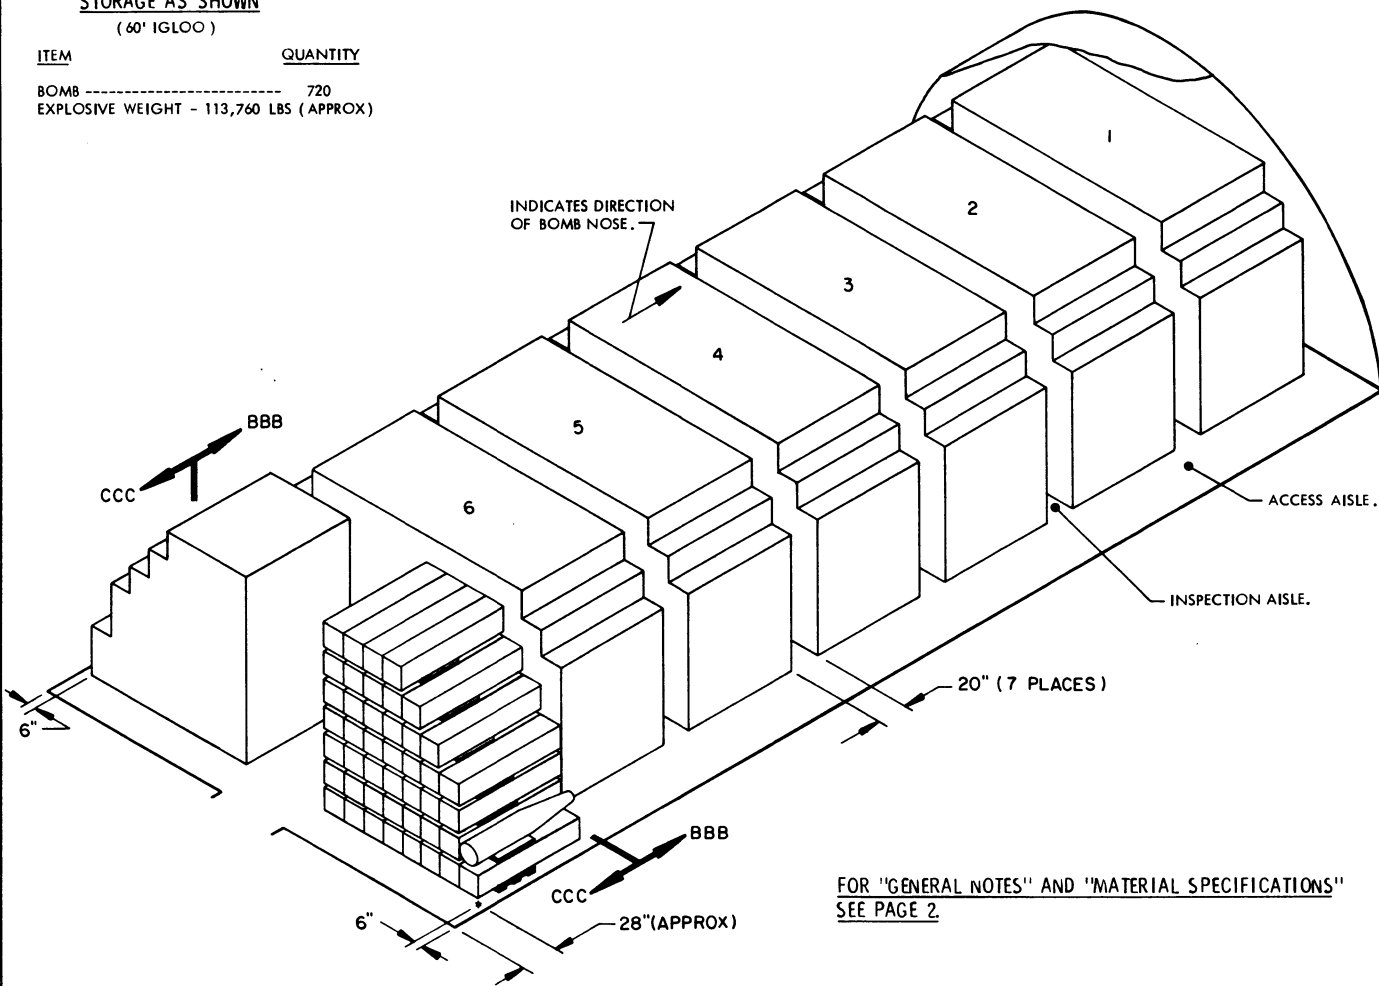 STORAGE AS SHOWN
(60' IGLOO)
ITEM QUANTITY
BOMB ------------------------- 720
EXPLOSIVE WEIGHT - 113,760 LBS (APPROX)
INDICATES DIRECTION
OF BOMB NOSE.
1
2
3
4
5
6
BBB
CCC
ACCESS AISLE.
INSPECTION AISLE.
20" (7 PLACES)
6"
BBB
CCC
*
6"
28"(APPROX)
FOR "GENERAL NOTES" AND "MATERIAL SPECIFICATIONS"
SEE PAGE 2.